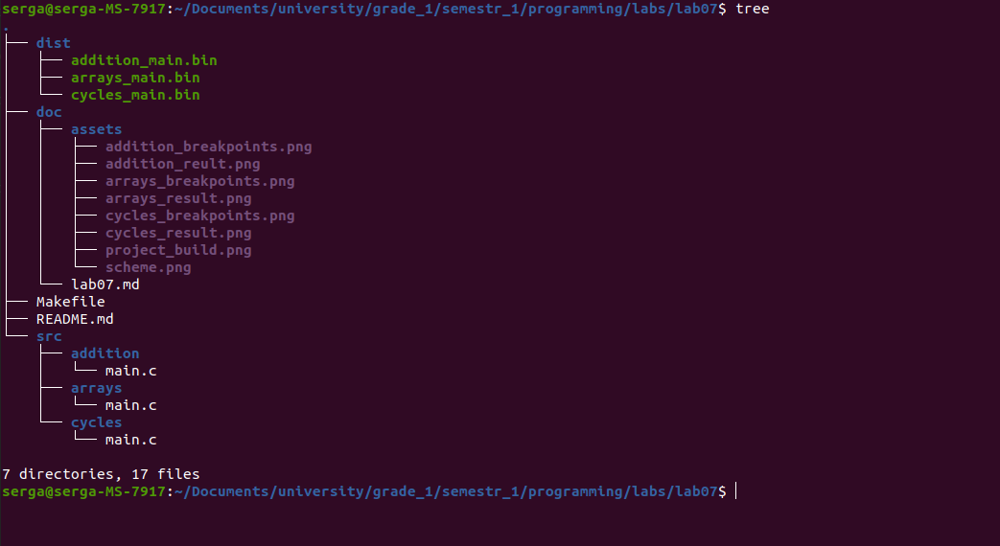 serga@serga-MS-7917:~/Documents/university/grade_1/semestr_1/programming/labs/lab07$ tree
.
├── dist
│   ├── addition_main.bin
│   ├── arrays_main.bin
│   └── cycles_main.bin
├── doc
│   ├── assets
│   │   ├── addition_breakpoints.png
│   │   ├── addition_reult.png
│   │   ├── arrays_breakpoints.png
│   │   ├── arrays_result.png
│   │   ├── cycles_breakpoints.png
│   │   ├── cycles_result.png
│   │   ├── project_build.png
│   │   └── scheme.png
│   └── lab07.md
├── Makefile
├── README.md
└── src
    ├── addition
    │   └── main.c
    ├── arrays
    │   └── main.c
    └── cycles
        └── main.c

7 directories, 17 files
serga@serga-MS-7917:~/Documents/university/grade_1/semestr_1/programming/labs/lab07$